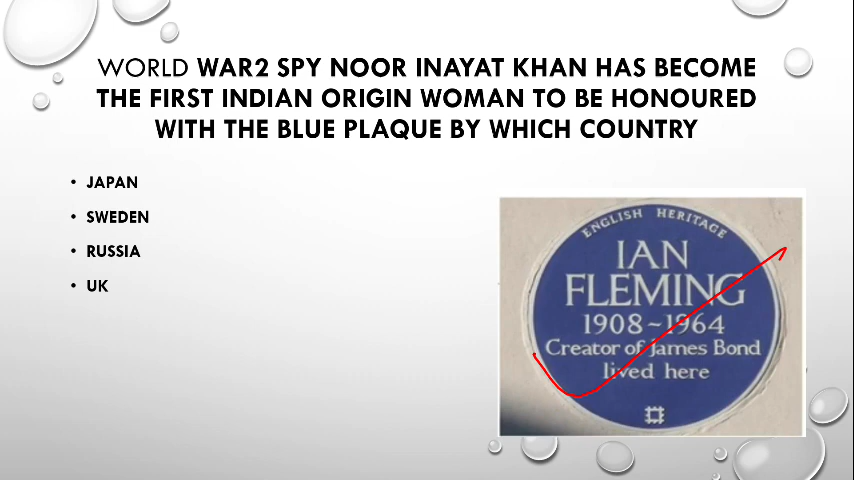 WORLD WAR2 SPY NOOR INAYAT KHAN HAS BECOME
THE FIRST INDIAN ORIGIN WOMAN TO BE HONOURED
WITH THE BLUE PLAQUE BY WHICH COUNTRY
• JAPAN
• SWEDEN
• RUSSIA
• UK
ENGLISH HERITAGE
IAN
FLEMING
1908~1964
Creator of James Bond
lived here